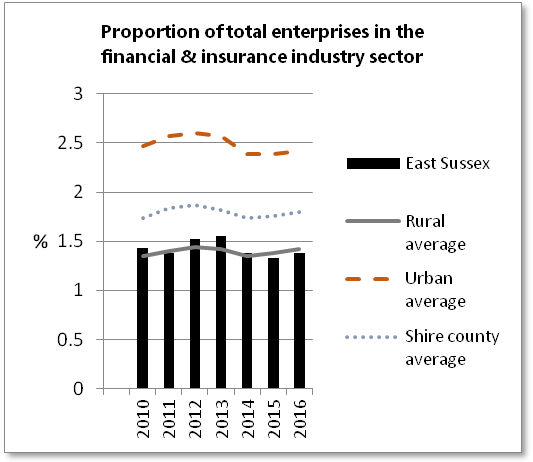 Proportion of total enterprises in the
financial & insurance industry sector
3
2.5
2
1.5
1
0.5
0
%
2010
2011
2012
2013
2014
2015
2016
East Sussex
Rural
average
Urban
average
Shire county
average